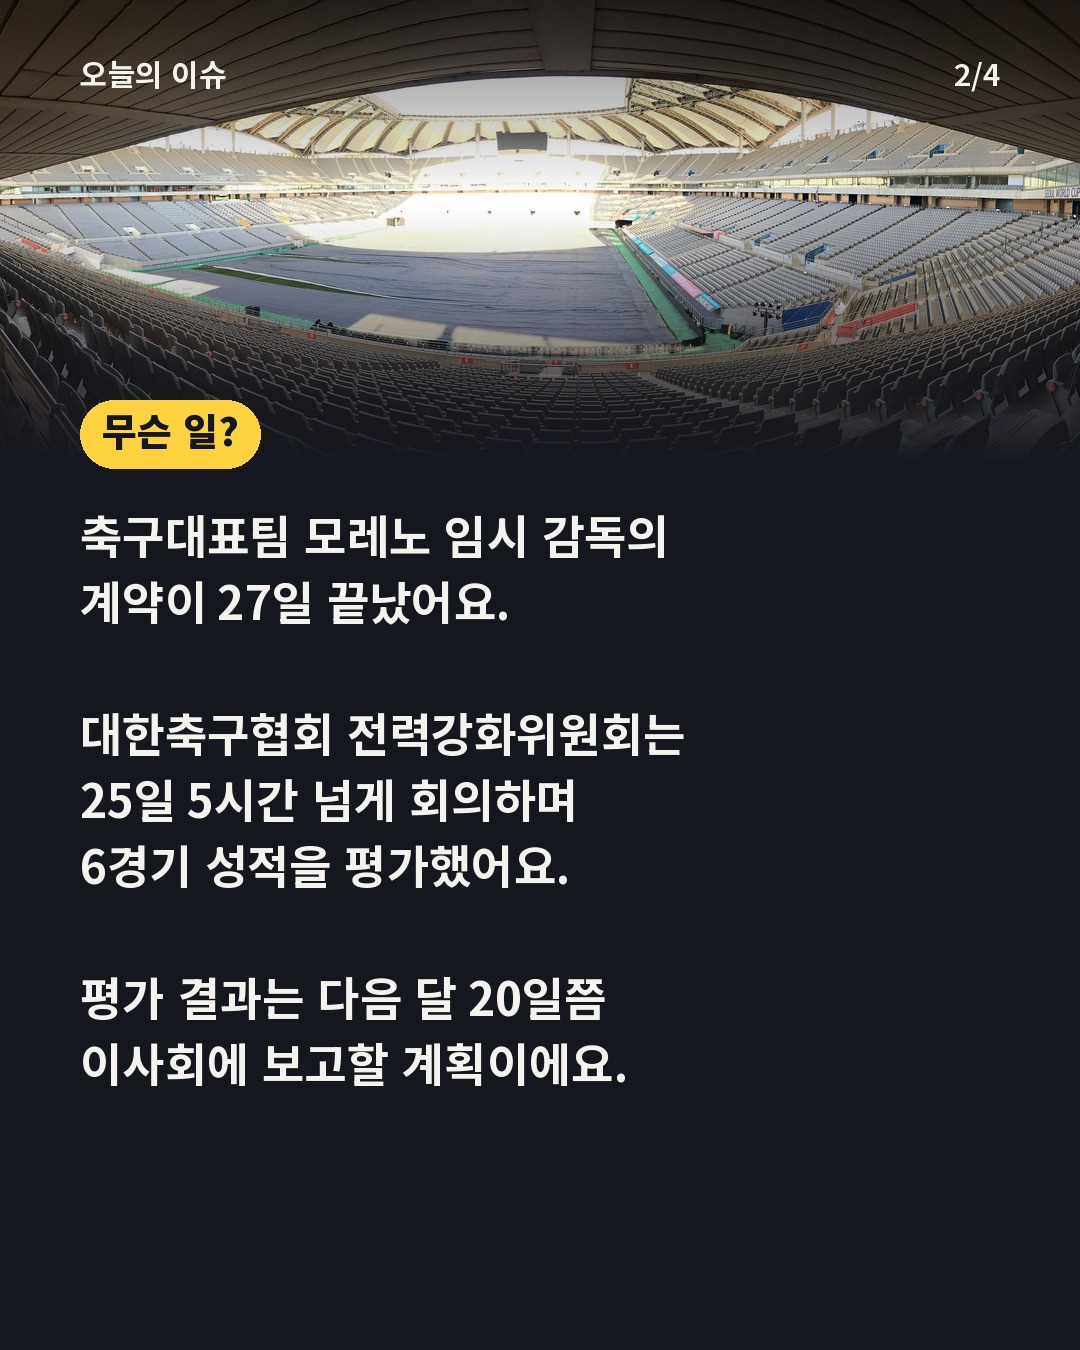 오늘의 이슈
2/4
SEOUL WORLD CUP
무슨 일?
축구대표팀 모레노 임시 감독의
계약이 27일 끝났어요.
대한축구협회 전력강화위원회는
25일 5시간 넘게 회의하며
6경기 성적을 평가했어요.
평가 결과는 다음 달 20일쯤
이사회에 보고할 계획이에요.